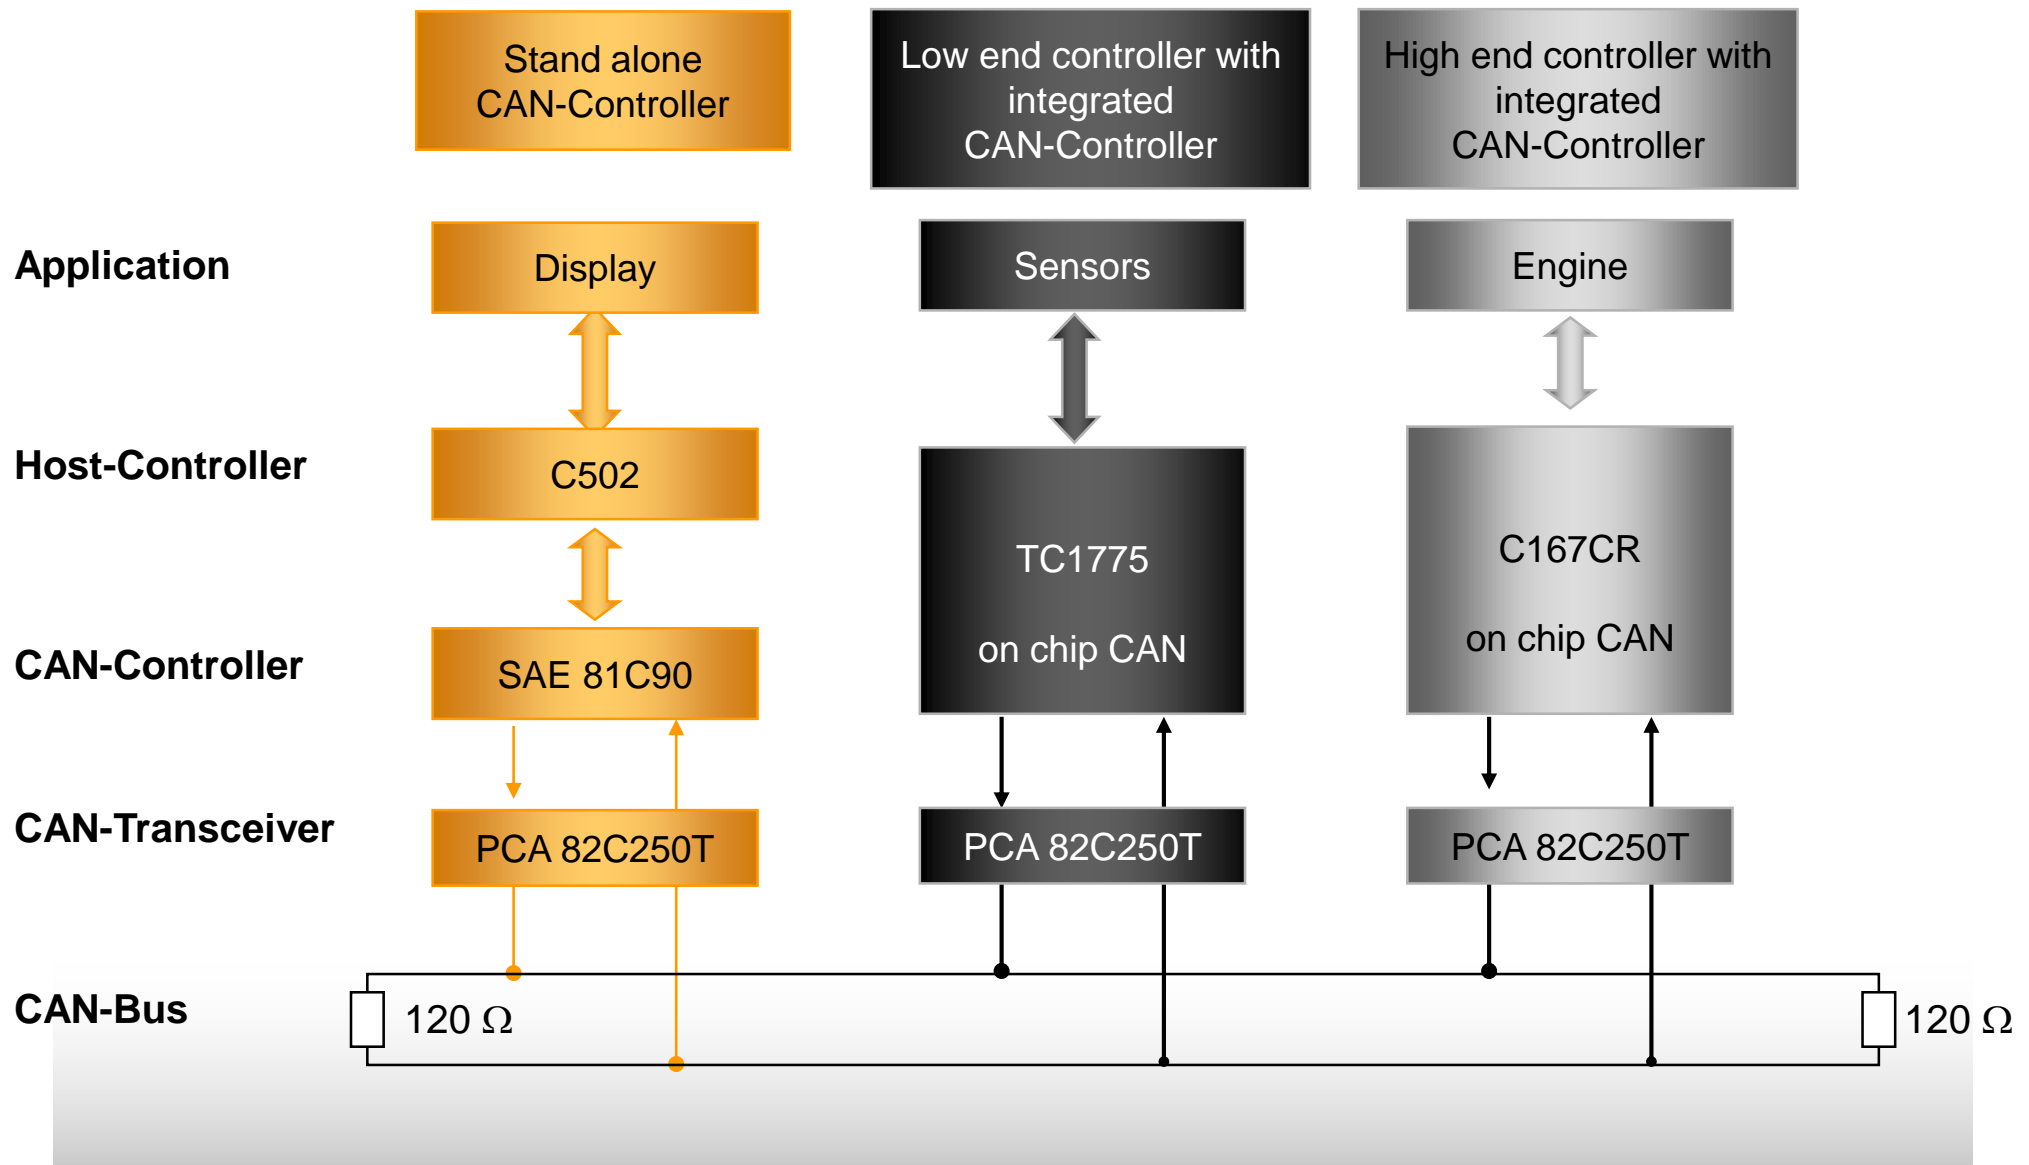 Stand alone
CAN-Controller
Low end controller with
integrated
CAN-Controller
High end controller with
integrated
CAN-Controller
Application
Display
Sensors
Engine
Host-Controller
C502
TC1775
on chip CAN
C167CR
on chip CAN
CAN-Controller
SAE 81C90
CAN-Transceiver
PCA 82C250T
PCA 82C250T
PCA 82C250T
CAN-Bus
120 Ω
120 Ω